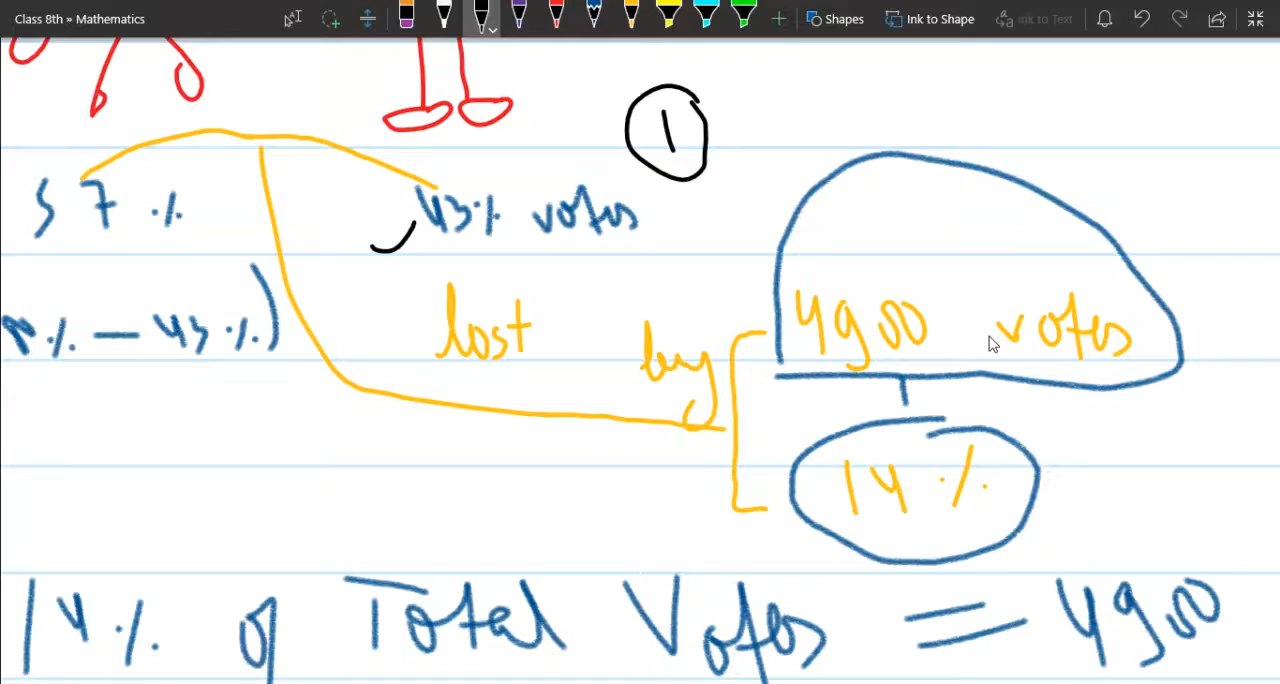 Class 8th » Mathematics
Shapes
Ink to Shape
Ink to Text
1
57 % 43% votes
% – 43 %)
lost by 4900 votes
14 %
14 % of Total Votes = 4900